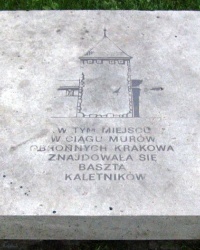 W TYM MIEJSCU
W CIĄGU MURÓW
OBRONNYCH KRAKOWA
ZNAJDOWAŁA SIĘ
BASZTA
KALETNIKÓW